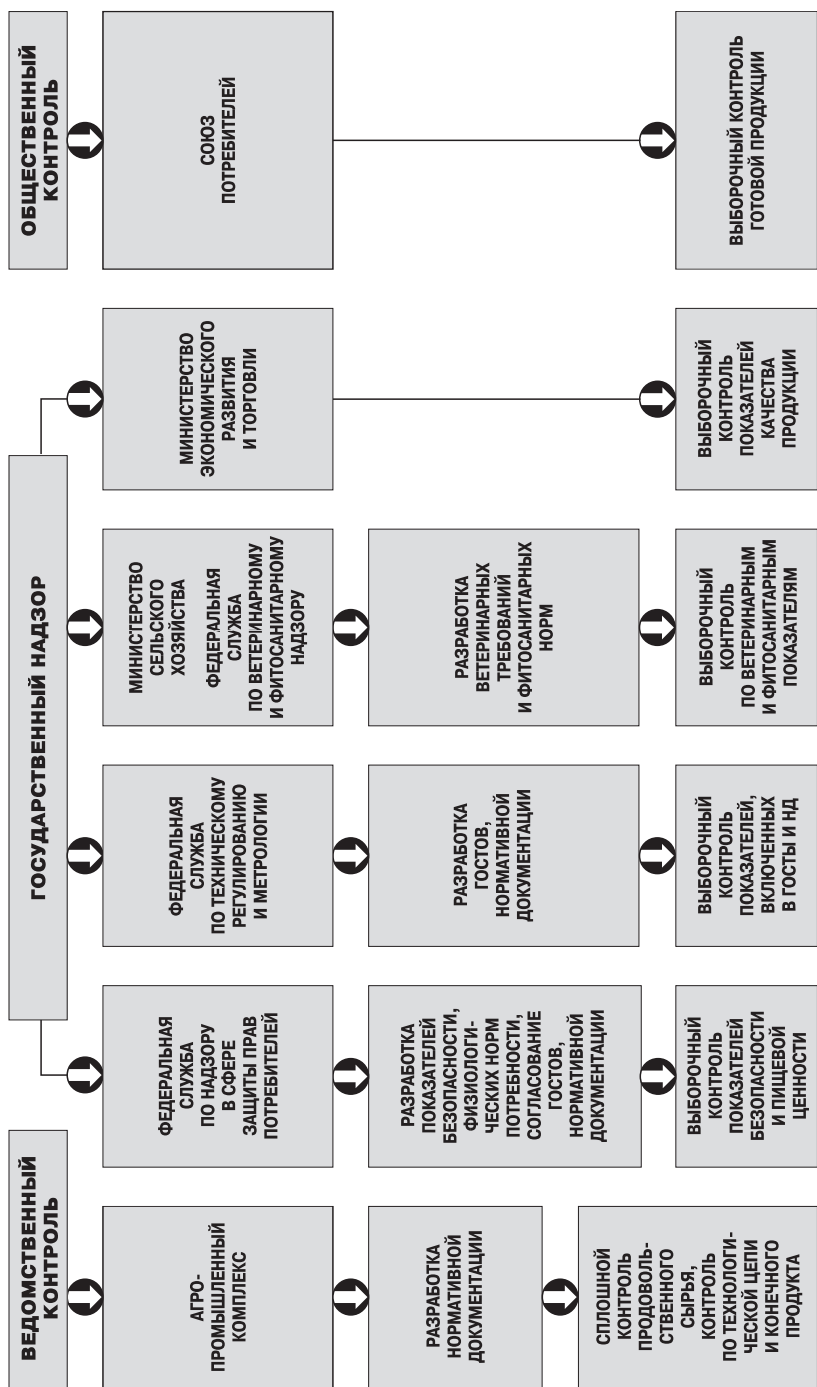 ВЕДОМСТВЕННЫЙ
КОНТРОЛЬ
ГОСУДАРСТВЕННЫЙ НАДЗОР
ОБЩЕСТВЕННЫЙ
КОНТРОЛЬ
АГРО-
ПРОМЫШЛЕННЫЙ
КОМПЛЕКС
ФЕДЕРАЛЬНАЯ
СЛУЖБА
ПО НАДЗОРУ
В СФЕРЕ
ЗАЩИТЫ ПРАВ
ПОТРЕБИТЕЛЕЙ
ФЕДЕРАЛЬНАЯ
СЛУЖБА
ПО ТЕХНИЧЕСКОМУ
РЕГУЛИРОВАНИЮ
И МЕТРОЛОГИИ
МИНИСТЕРСТВО
СЕЛЬСКОГО
ХОЗЯЙСТВА
ФЕДЕРАЛЬНАЯ
СЛУЖБА
ПО ВЕТЕРИНАРНОМУ
И ФИТОСАНИТАРНОМУ
НАДЗОРУ
МИНИСТЕРСТВО
ЭКОНОМИЧЕСКОГО
РАЗВИТИЯ
И ТОРГОВЛИ
СОЮЗ
ПОТРЕБИТЕЛЕЙ
РАЗРАБОТКА
НОРМАТИВНОЙ
ДОКУМЕНТАЦИИ
РАЗРАБОТКА
ПОКАЗАТЕЛЕЙ
БЕЗОПАСНОСТИ,
ФИЗИОЛОГИ-
ЧЕСКИХ НОРМ
ПОТРЕБНОСТИ,
СОГЛАСОВАНИЕ
ГОСТОВ,
НОРМАТИВНОЙ
ДОКУМЕНТАЦИИ
РАЗРАБОТКА
ГОСТОВ,
НОРМАТИВНОЙ
ДОКУМЕНТАЦИИ
РАЗРАБОТКА
ВЕТЕРИНАРНЫХ
ТРЕБОВАНИЙ
И ФИТОСАНИТАРНЫХ
НОРМ
СПЛОШНОЙ
КОНТРОЛЬ
ПРОДОВОЛЬ-
СТВЕННОГО
СЫРЬЯ,
КОНТРОЛЬ
ПО ТЕХНОЛОГИ-
ЧЕСКОЙ ЦЕПИ
И КОНЕЧНОГО
ПРОДУКТА
ВЫБОРОЧНЫЙ
КОНТРОЛЬ
ПОКАЗАТЕЛЕЙ
БЕЗОПАСНОСТИ
И ПИЩЕВОЙ
ЦЕННОСТИ
ВЫБОРОЧНЫЙ
КОНТРОЛЬ
ПОКАЗАТЕЛЕЙ,
ВКЛЮЧЕННЫХ
В ГОСТЫ И НД
ВЫБОРОЧНЫЙ
КОНТРОЛЬ
ПО ВЕТЕРИНАРНЫМ
И ФИТОСАНИТАРНЫМ
ПОКАЗАТЕЛЯМ
ВЫБОРОЧНЫЙ
КОНТРОЛЬ
ПОКАЗАТЕЛЕЙ
КАЧЕСТВА
ПРОДУКЦИИ
ВЫБОРОЧНЫЙ КОНТРОЛЬ
ГОТОВОЙ ПРОДУКЦИИ